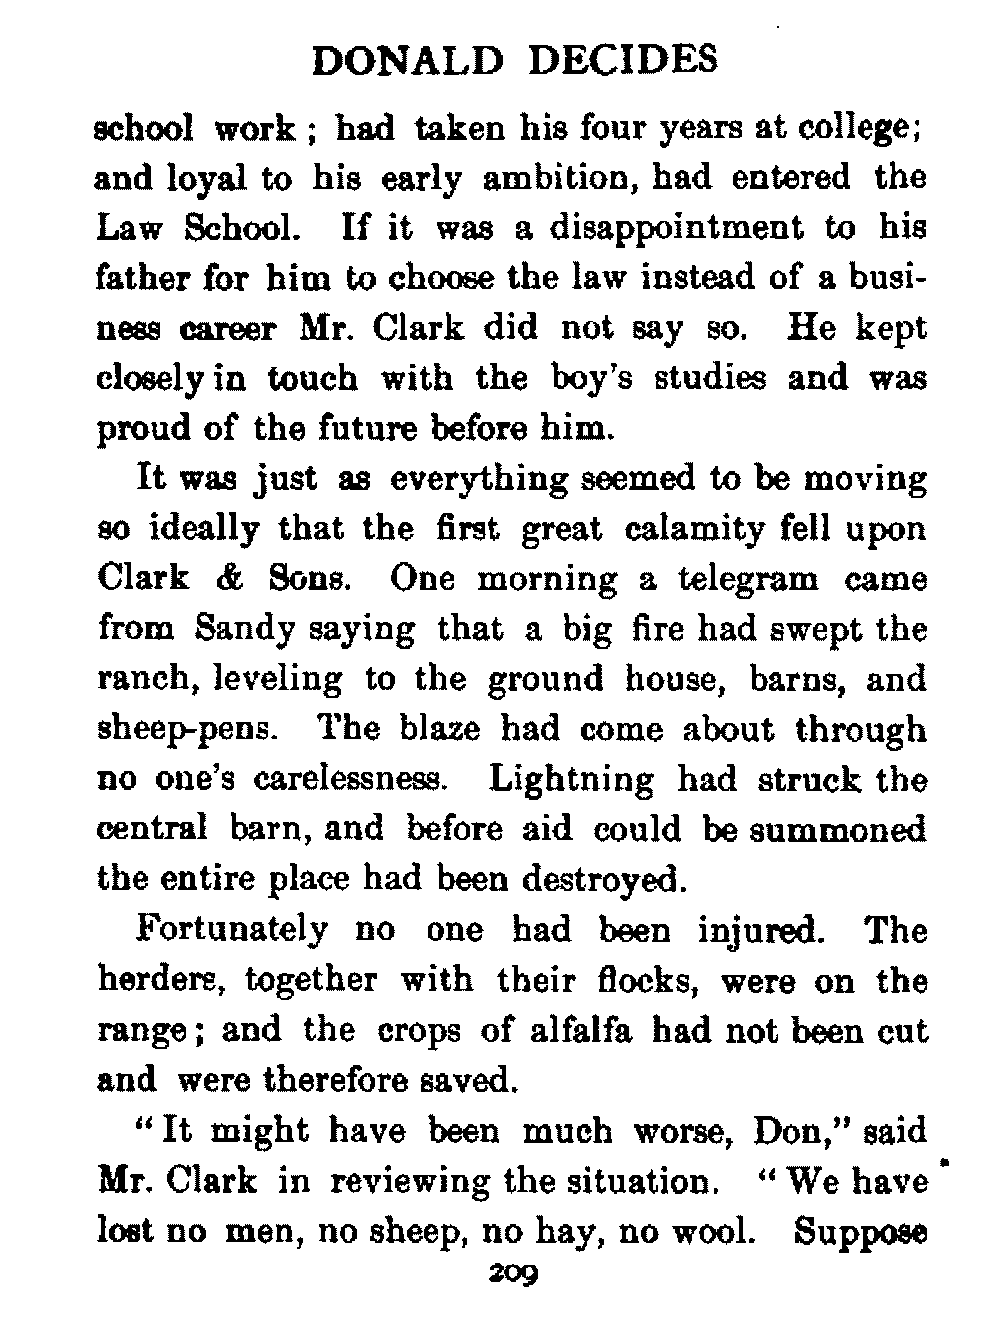 DONALD DECIDES
school work ; had taken his four years at college;
and loyal to his early ambition, had entered the
Law School. If it was a disappointment to his
father for him to choose the law instead of a busi-
ness career Mr. Clark did not say so. He kept
closely in touch with the boy's studies and was
proud of the future before him.
It was just as everything seemed to be moving
so ideally that the first great calamity fell upon
Clark & Sons. One morning a telegram came
from Sandy saying that a big fire had swept the
ranch, leveling to the ground house, barns, and
sheep-pens. The blaze had come about through
no one's carelessness. Lightning had struck the
central barn, and before aid could be summoned
the entire place had been destroyed.
Fortunately no one had been injured. The
herders, together with their flocks, were on the
range; and the crops of alfalfa had not been cut
and were therefore saved.
"It might have been much worse, Don," said
Mr. Clark in reviewing the situation. "We have
lost no men, no sheep, no hay, no wool. Suppose
209